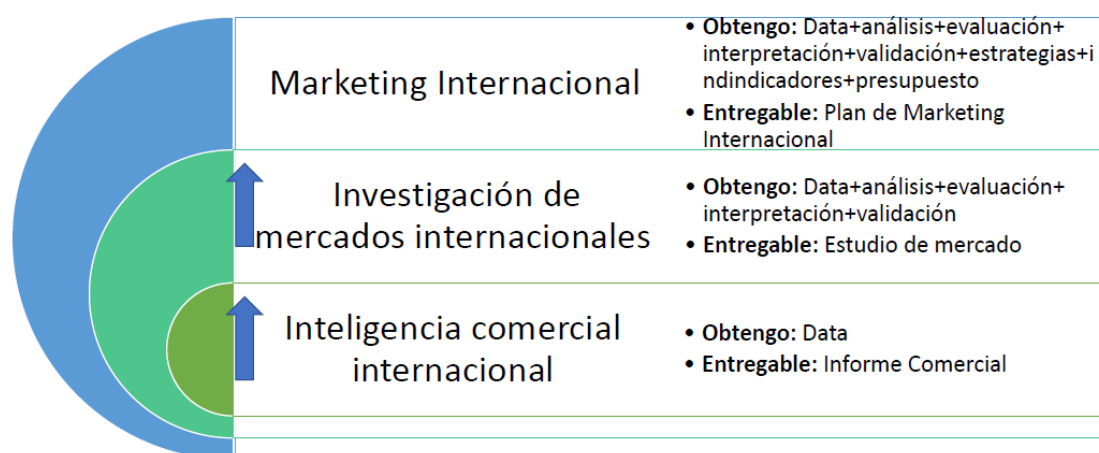 Marketing Internacional
• Obtengo: Data+análisis+evaluación+
interpretación+validación+estrategias+i
ndindicadores+presupuesto
• Entregable: Plan de Marketing
Internacional
Investigación de
mercados internacionales
• Obtengo: Data+análisis+evaluación+
interpretación+validación
• Entregable: Estudio de mercado
Inteligencia comercial
internacional
• Obtengo: Data
• Entregable: Informe Comercial